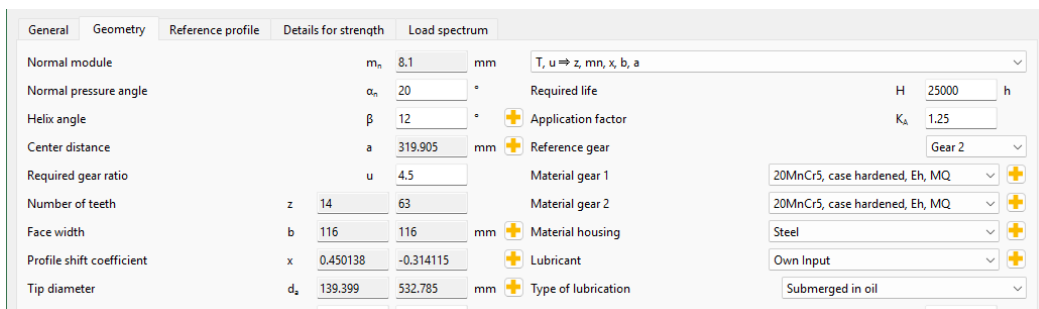 General Geometry Reference profile Details for strength Load spectrum
Normal module mₙ 8.1 mm T, u ⇒ z, mn, x, b, a
Normal pressure angle αₙ 20 ° Required life H 25000 h
Helix angle β 12 ° Application factor K_A 1.25
Center distance a 319.905 mm Reference gear Gear 2
Required gear ratio u 4.5 Material gear 1 20MnCr5, case hardened, Eh, MQ
Number of teeth z 14 63 Material gear 2 20MnCr5, case hardened, Eh, MQ
Face width b 116 116 mm Material housing Steel
Profile shift coefficient x 0.450138 -0.314115 Lubricant Own Input
Tip diameter dₐ 139.399 532.785 mm Type of lubrication Submerged in oil